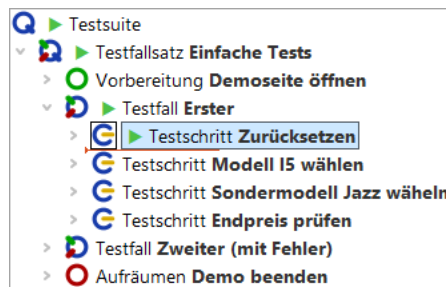 Testsuite
Testfallsatz Einfache Tests
Vorbereitung Demoseite öffnen
Testfall Erster
Testschritt Zurücksetzen
Testschritt Modell I5 wählen
Testschritt Sondermodell Jazz wäheln
Testschritt Endpreis prüfen
Testfall Zweiter (mit Fehler)
Aufräumen Demo beenden